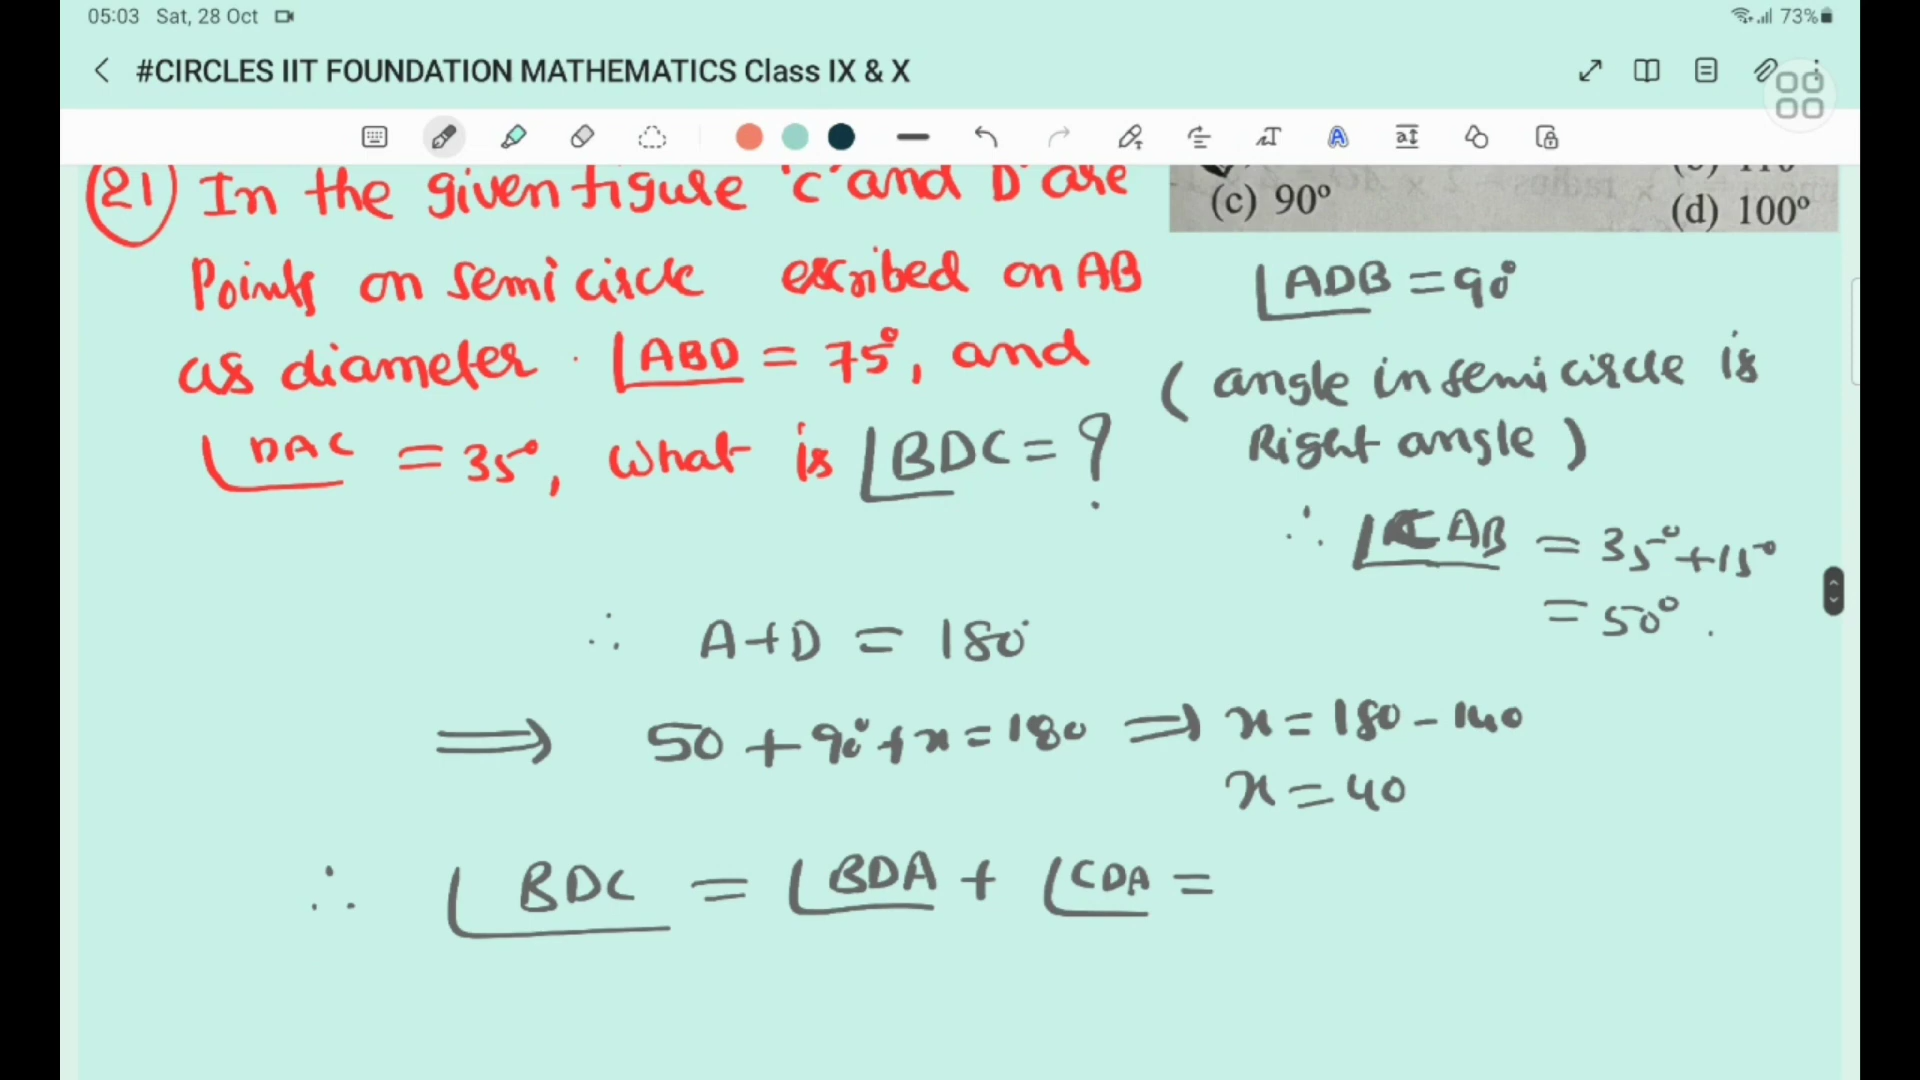 05:03 Sat, 28 Oct
73%
#CIRCLES IIT FOUNDATION MATHEMATICS Class IX & X
(21) In the given figure 'C' and D are
(c) 90° (d) 100°
Points on semi circle escribed on AB
as diameter. ∠ABD = 75°, and
∠DAC = 35°, What is ∠BDC = ?
∠ADB = 90°
(angle in semi circle is
Right angle)
∴ ∠CAB = 35° + 15°
= 50°.
∴ A+D = 180°
⟹ 50 + 90° + x = 180 ⟹ x = 180 - 140
x = 40
∴ ∠BDC = ∠BDA + ∠CDA =